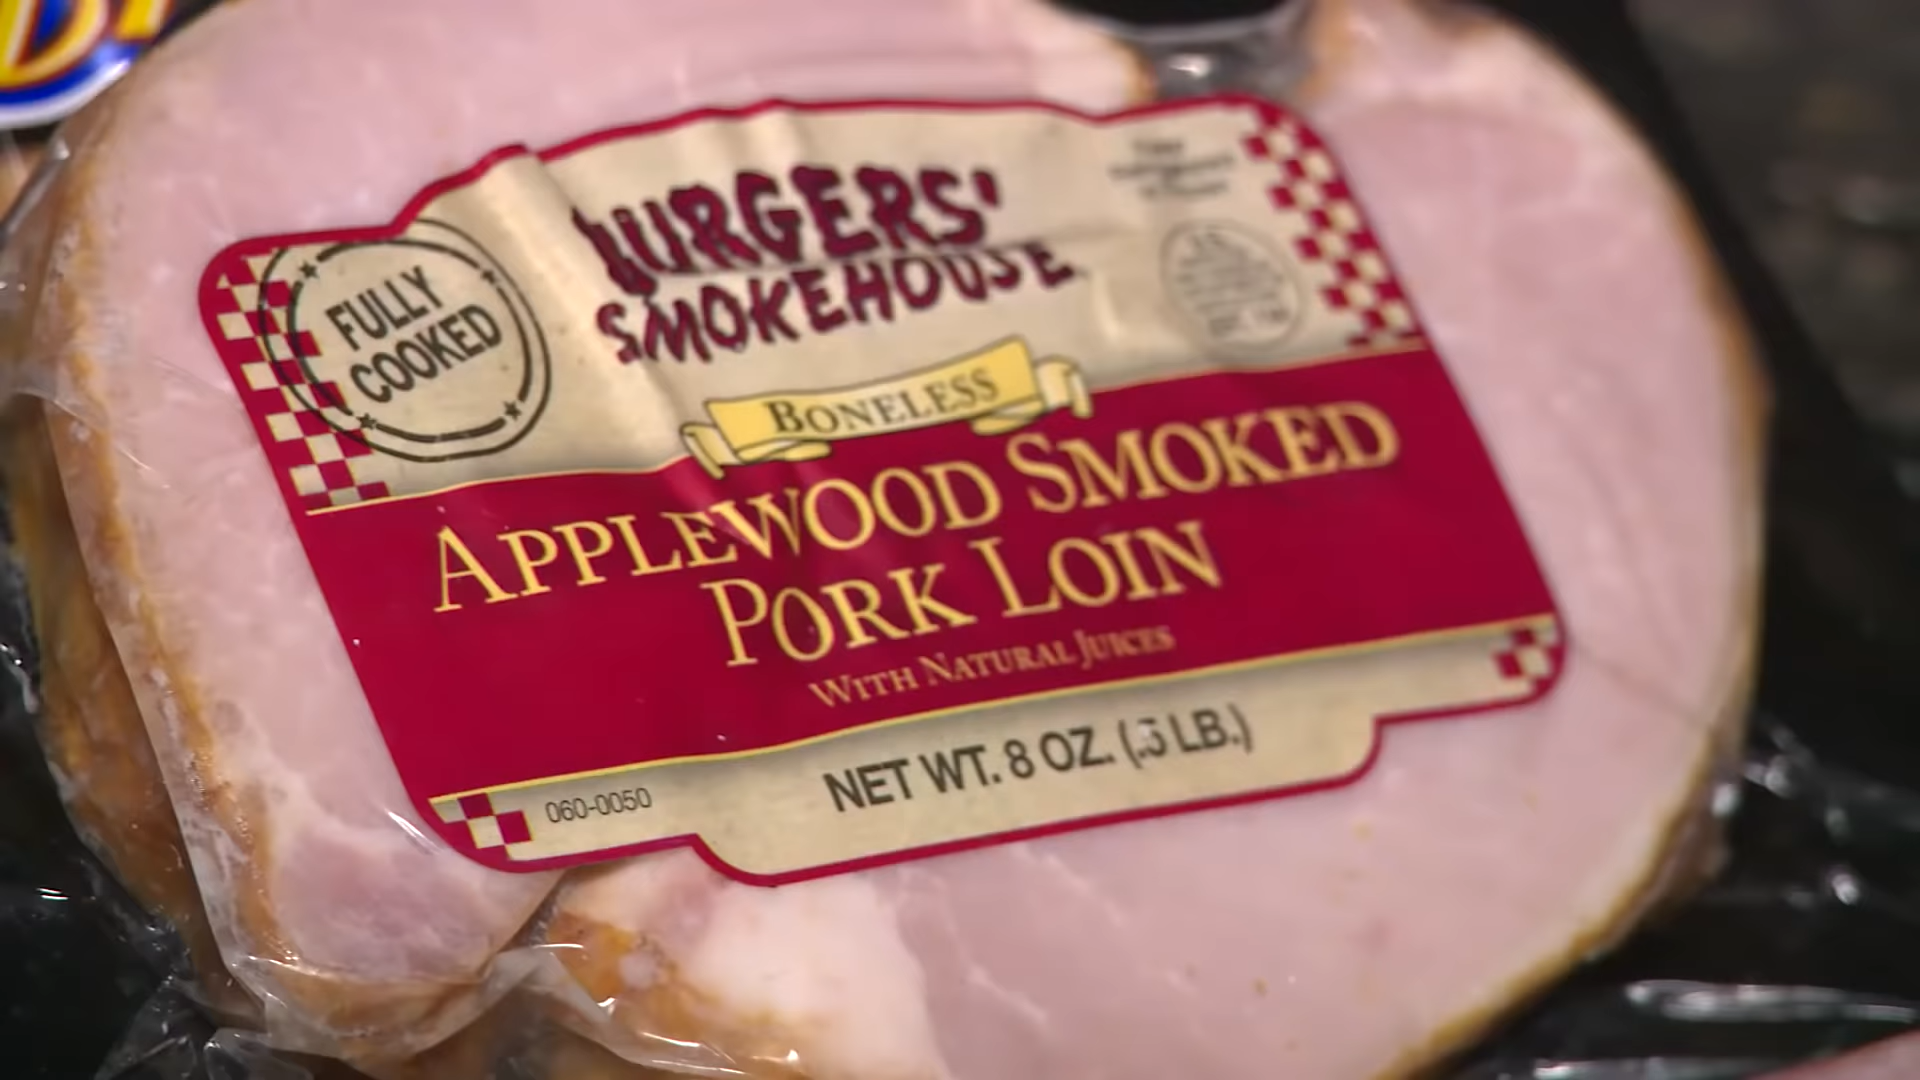 FULLY
COOKED
BURGERS'
SMOKEHOUSE
BONELESS
APPLEWOOD SMOKED
PORK LOIN
WITH NATURAL JUICES
NET WT. 8 OZ. (.5 LB.)
060-0050